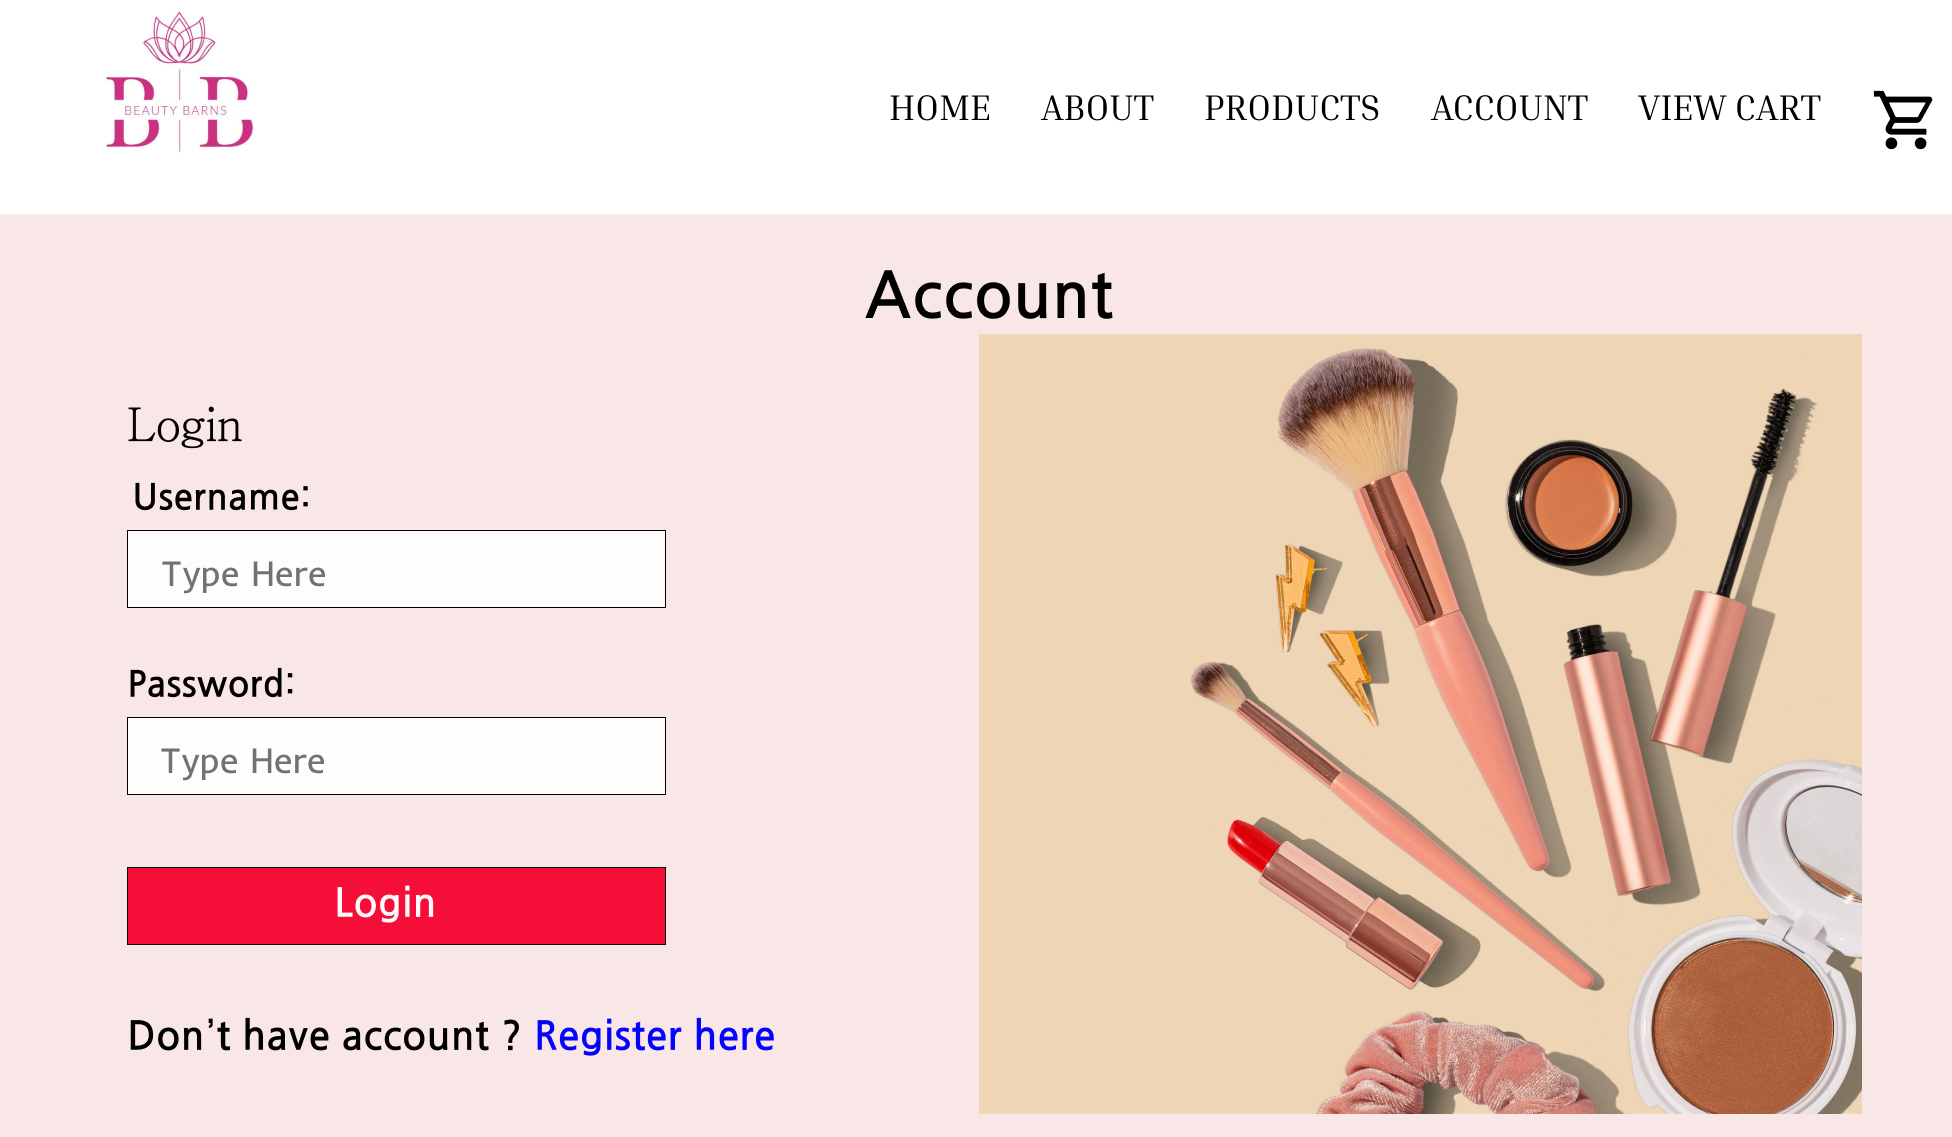 B B
BEAUTY BARNS
HOME ABOUT PRODUCTS ACCOUNT VIEW CART
Account
Login
Username:
Type Here
Password:
Type Here
Login
Don’t have account ? Register here